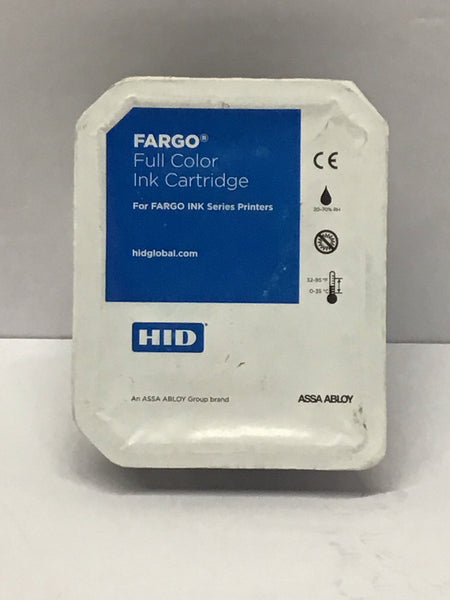 FARGO®
Full Color
Ink Cartridge
For FARGO INK Series Printers
hidglobal.com
CE
20-70% RH
32-95 °F
0-35 °C
HID
An ASSA ABLOY Group brand
ASSA ABLOY